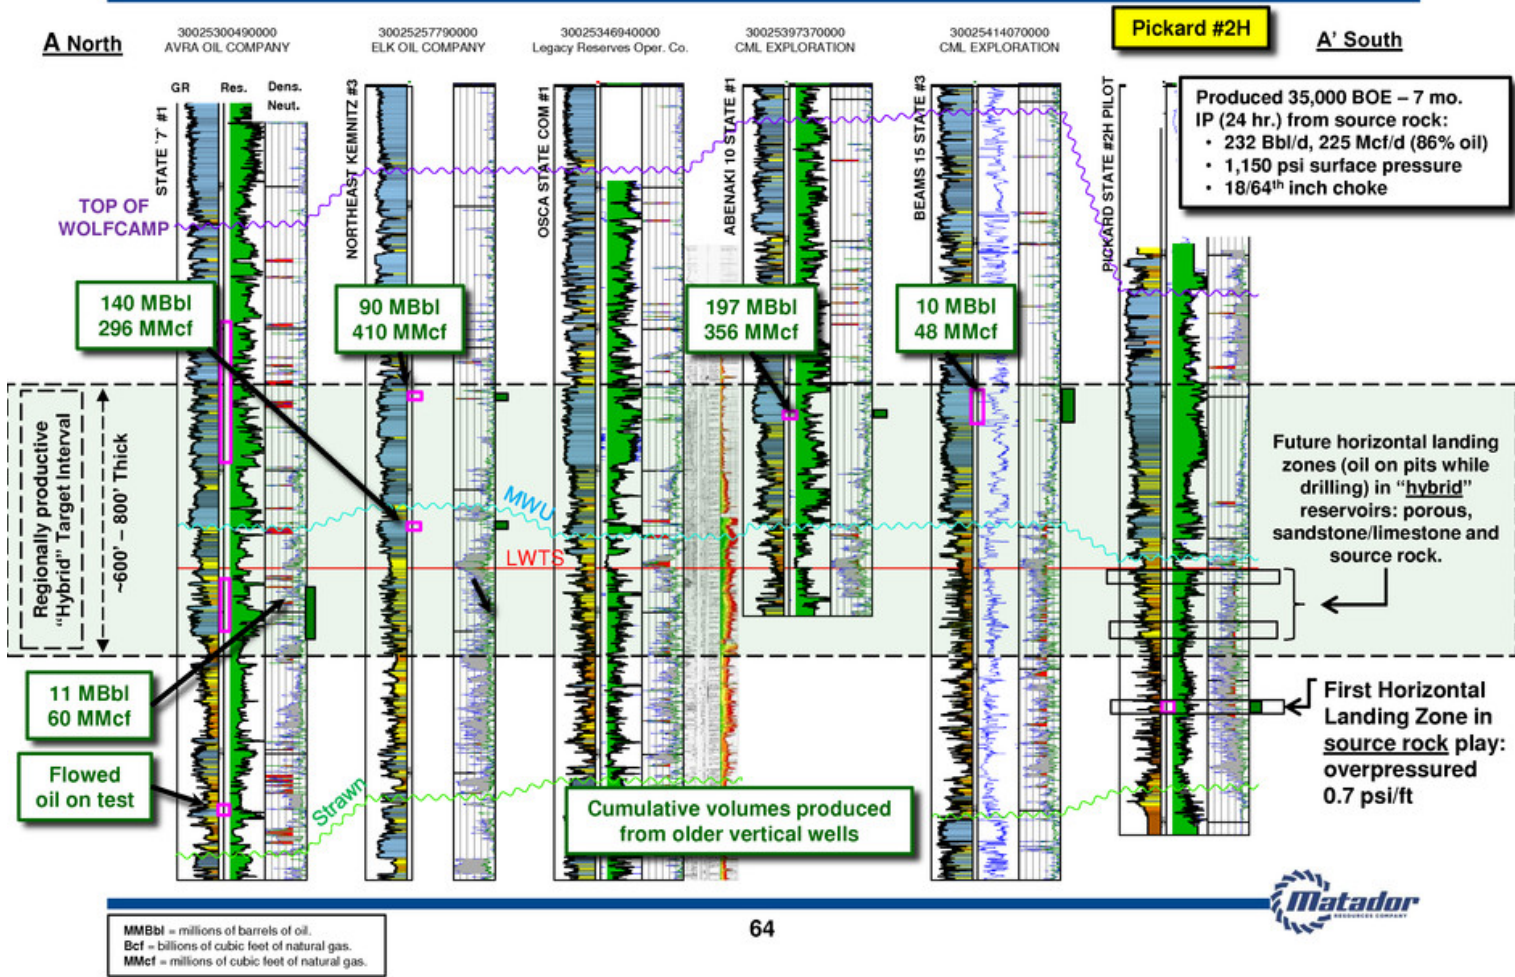 Pickard #2H
A North
A' South
30025300490000
AVRA OIL COMPANY
30025257790000
ELK OIL COMPANY
30025346940000
Legacy Reserves Oper. Co.
30025397370000
CML EXPLORATION
30025414070000
CML EXPLORATION
GR Res. Dens.
Neut.
STATE `7` #1
NORTHEAST KEMNITZ #3
OSCA STATE COM #1
ABENAKI 10 STATE #1
BEAMS 15 STATE #3
PICKARD STATE #2H PILOT
Produced 35,000 BOE – 7 mo.
IP (24 hr.) from source rock:
• 232 Bbl/d, 225 Mcf/d (86% oil)
• 1,150 psi surface pressure
• 18/64th inch choke
TOP OF
WOLFCAMP
140 MBbl
296 MMcf
90 MBbl
410 MMcf
197 MBbl
356 MMcf
10 MBbl
48 MMcf
Regionally productive
"Hybrid" Target Interval
~600' – 800' Thick
MWU
LWTS
Future horizontal landing
zones (oil on pits while
drilling) in "hybrid"
reservoirs: porous,
sandstone/limestone and
source rock.
11 MBbl
60 MMcf
Flowed
oil on test
Strawn
Cumulative volumes produced
from older vertical wells
First Horizontal
Landing Zone in
source rock play:
overpressured
0.7 psi/ft
MMBbl = millions of barrels of oil.
Bcf = billions of cubic feet of natural gas.
MMcf = millions of cubic feet of natural gas.
64
Matador
RESOURCES COMPANY